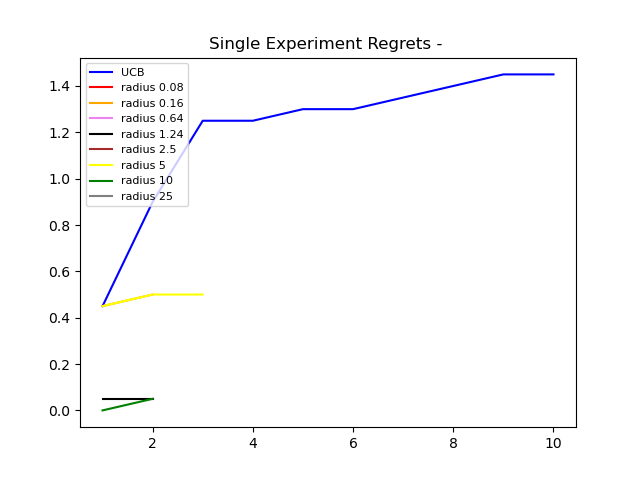 Single Experiment Regrets -
UCB
radius 0.08
radius 0.16
radius 0.64
radius 1.24
radius 2.5
radius 5
radius 10
radius 25
1.4
1.2
1.0
0.8
0.6
0.4
0.2
0.0
2 4 6 8 10